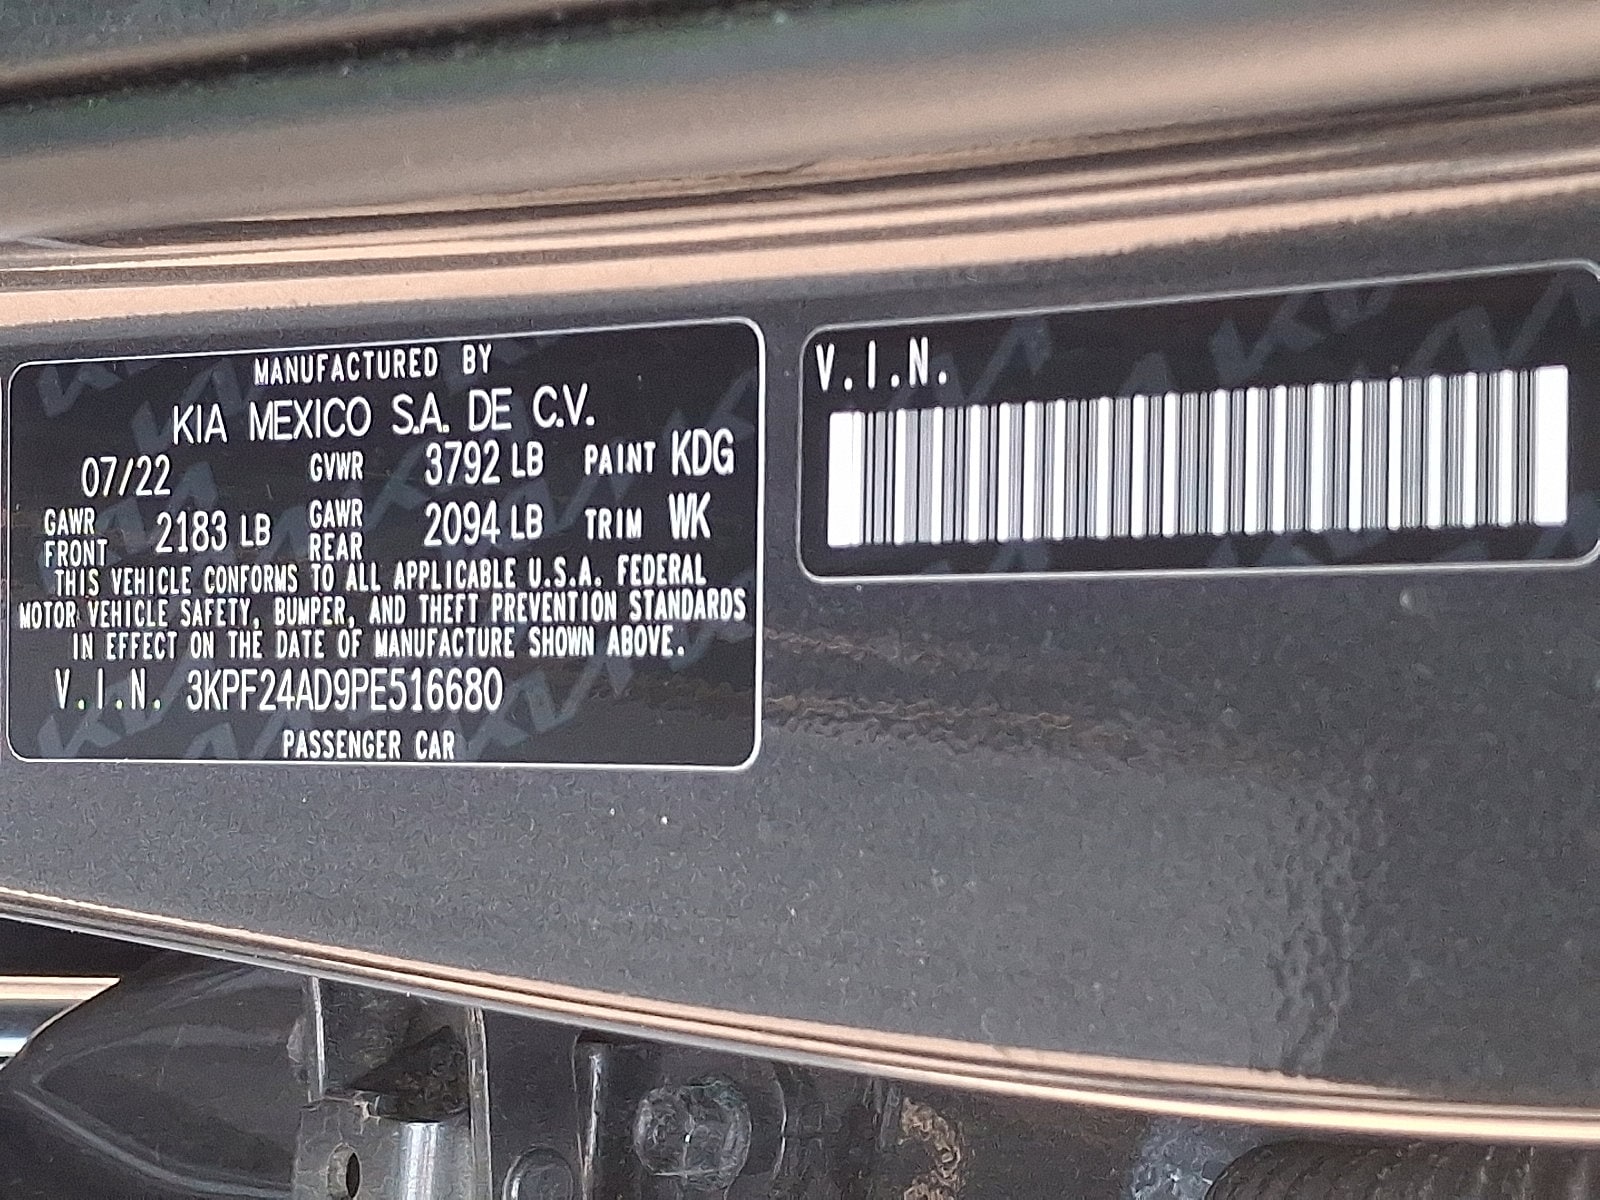 MANUFACTURED BY
KIA MEXICO S.A. DE C.V.
07/22 GVWR 3792 LB PAINT KDG
GAWR FRONT 2183 LB GAWR REAR 2094 LB TRIM WK
THIS VEHICLE CONFORMS TO ALL APPLICABLE U.S.A. FEDERAL
MOTOR VEHICLE SAFETY, BUMPER, AND THEFT PREVENTION STANDARDS
IN EFFECT ON THE DATE OF MANUFACTURE SHOWN ABOVE.
V.I.N. 3KPF24AD9PE516680
PASSENGER CAR
V.I.N.